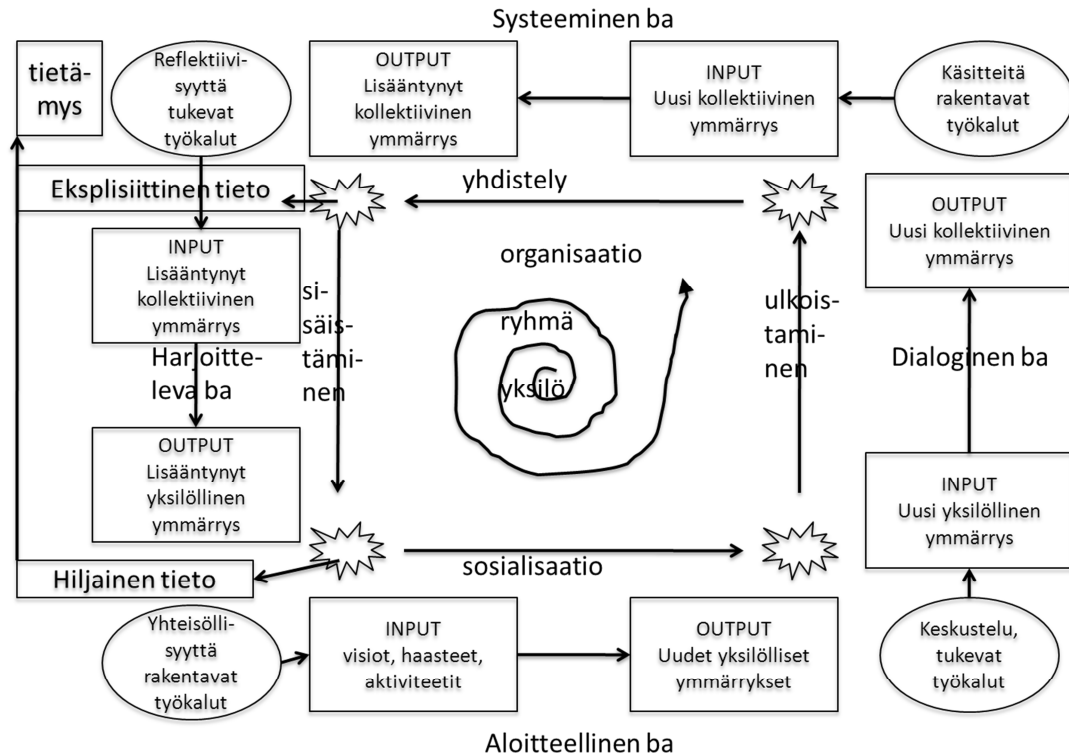 Systeeminen ba
tietä-
mys
Reflektiivi-
syyttä
tukevat
työkalut
OUTPUT
Lisääntynyt
kollektiivinen
ymmärrys
INPUT
Uusi kollektiivinen
ymmärrys
Käsitteitä
rakentavat
työkalut
Eksplisiittinen tieto
yhdistely
OUTPUT
Uusi kollektiivinen
ymmärrys
INPUT
Lisääntynyt
kollektiivinen
ymmärrys
Harjoitte-
leva ba
si-
säis-
tämi-
nen
organisaatio
ryhmä
yksilö
ulkois-
tami-
nen
Dialoginen ba
OUTPUT
Lisääntynyt
yksilöllinen
ymmärrys
INPUT
Uusi yksilöllinen
ymmärrys
Hiljainen tieto
sosialisaatio
Yhteisölli-
syyttä
rakentavat
työkalut
INPUT
visiot, haasteet,
aktiviteetit
OUTPUT
Uudet yksilölliset
ymmärrykset
Keskustelu,
tukevat
työkalut
Aloitteellinen ba